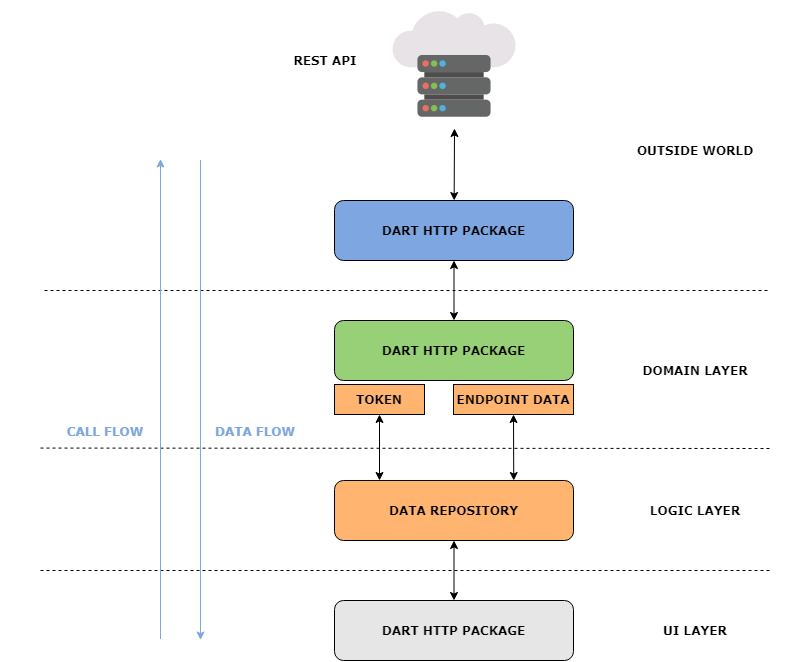 REST API
OUTSIDE WORLD
DART HTTP PACKAGE
DART HTTP PACKAGE
DOMAIN LAYER
TOKEN
ENDPOINT DATA
CALL FLOW
DATA FLOW
DATA REPOSITORY
LOGIC LAYER
DART HTTP PACKAGE
UI LAYER